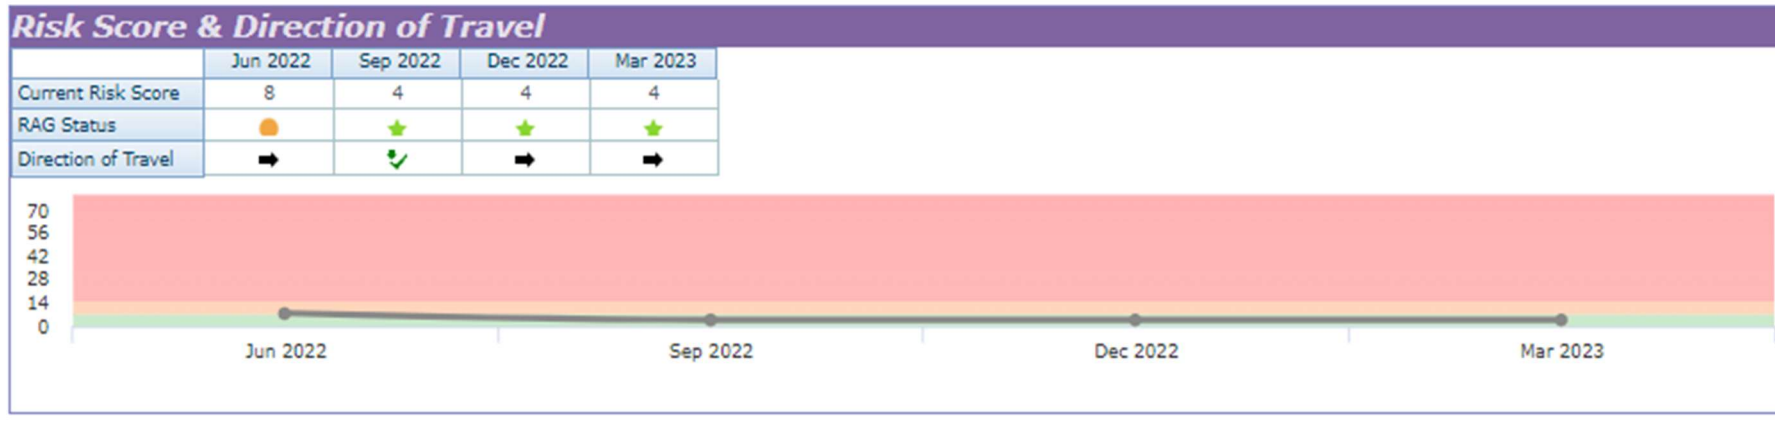 Risk Score & Direction of Travel
Jun 2022 Sep 2022 Dec 2022 Mar 2023
Current Risk Score 8 4 4 4
RAG Status
Direction of Travel
70
56
42
28
14
0
Jun 2022 Sep 2022 Dec 2022 Mar 2023